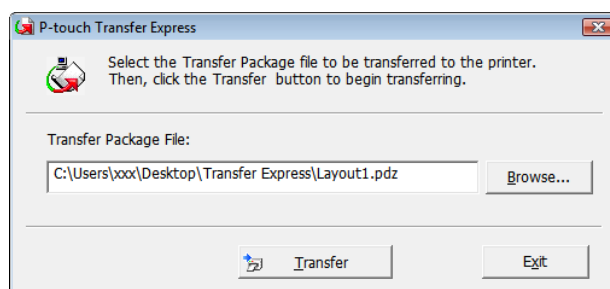 P-touch Transfer Express
Select the Transfer Package file to be transferred to the printer.
Then, click the Transfer button to begin transferring.
Transfer Package File:
C:\Users\xxx\Desktop\Transfer Express\Layout1.pdz
Browse...
Transfer
Exit